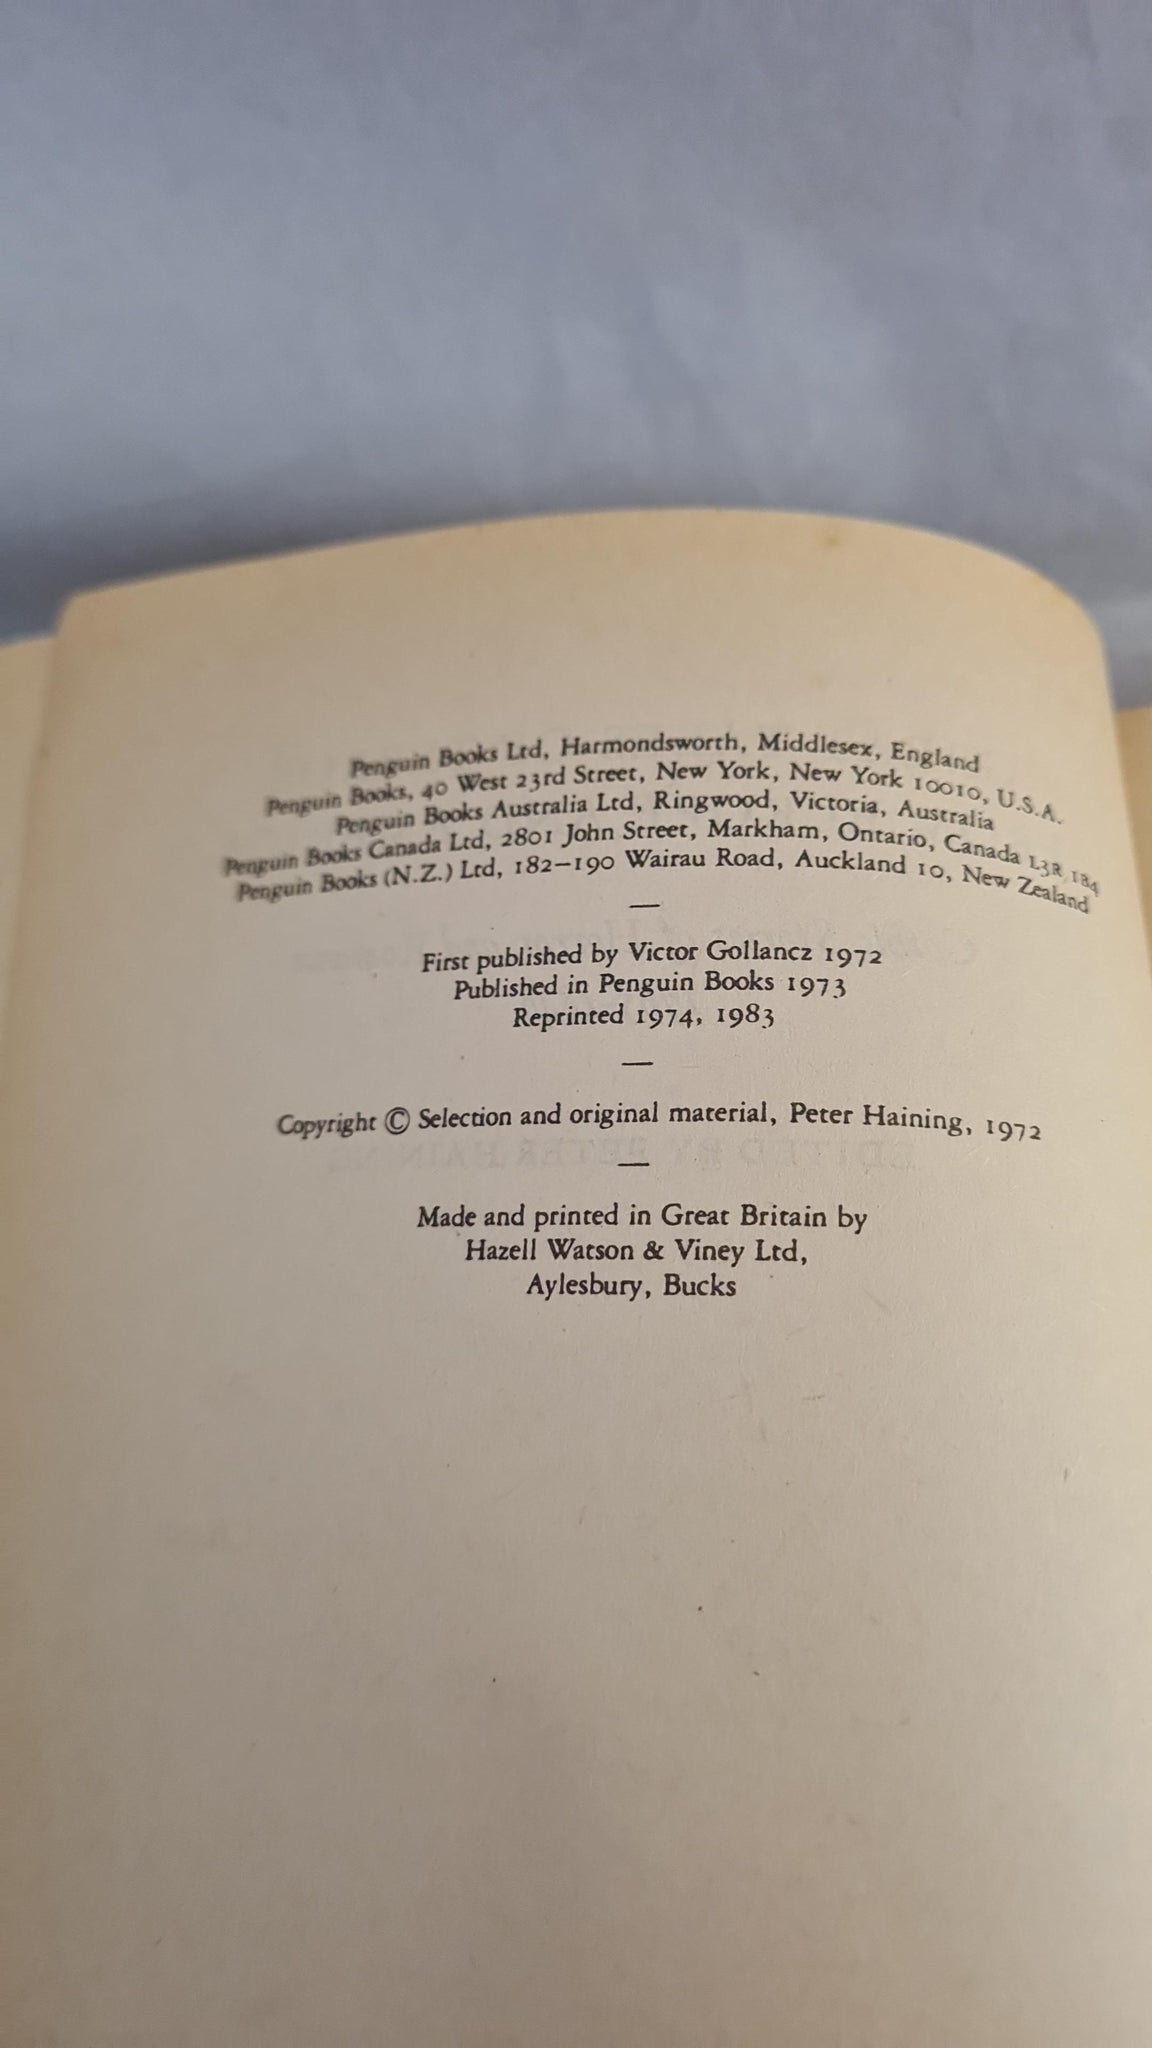 Penguin Books Ltd, Harmondsworth, Middlesex, England
Penguin Books, 40 West 23rd Street, New York, New York 10010, U.S.A.
Penguin Books Australia Ltd, Ringwood, Victoria, Australia
Penguin Books Canada Ltd, 2801 John Street, Markham, Ontario, Canada L3R 1B4
Penguin Books (N.Z.) Ltd, 182–190 Wairau Road, Auckland 10, New Zealand
First published by Victor Gollancz 1972
Published in Penguin Books 1973
Reprinted 1974, 1983
Copyright © Selection and original material, Peter Haining, 1972
Made and printed in Great Britain by
Hazell Watson & Viney Ltd,
Aylesbury, Bucks